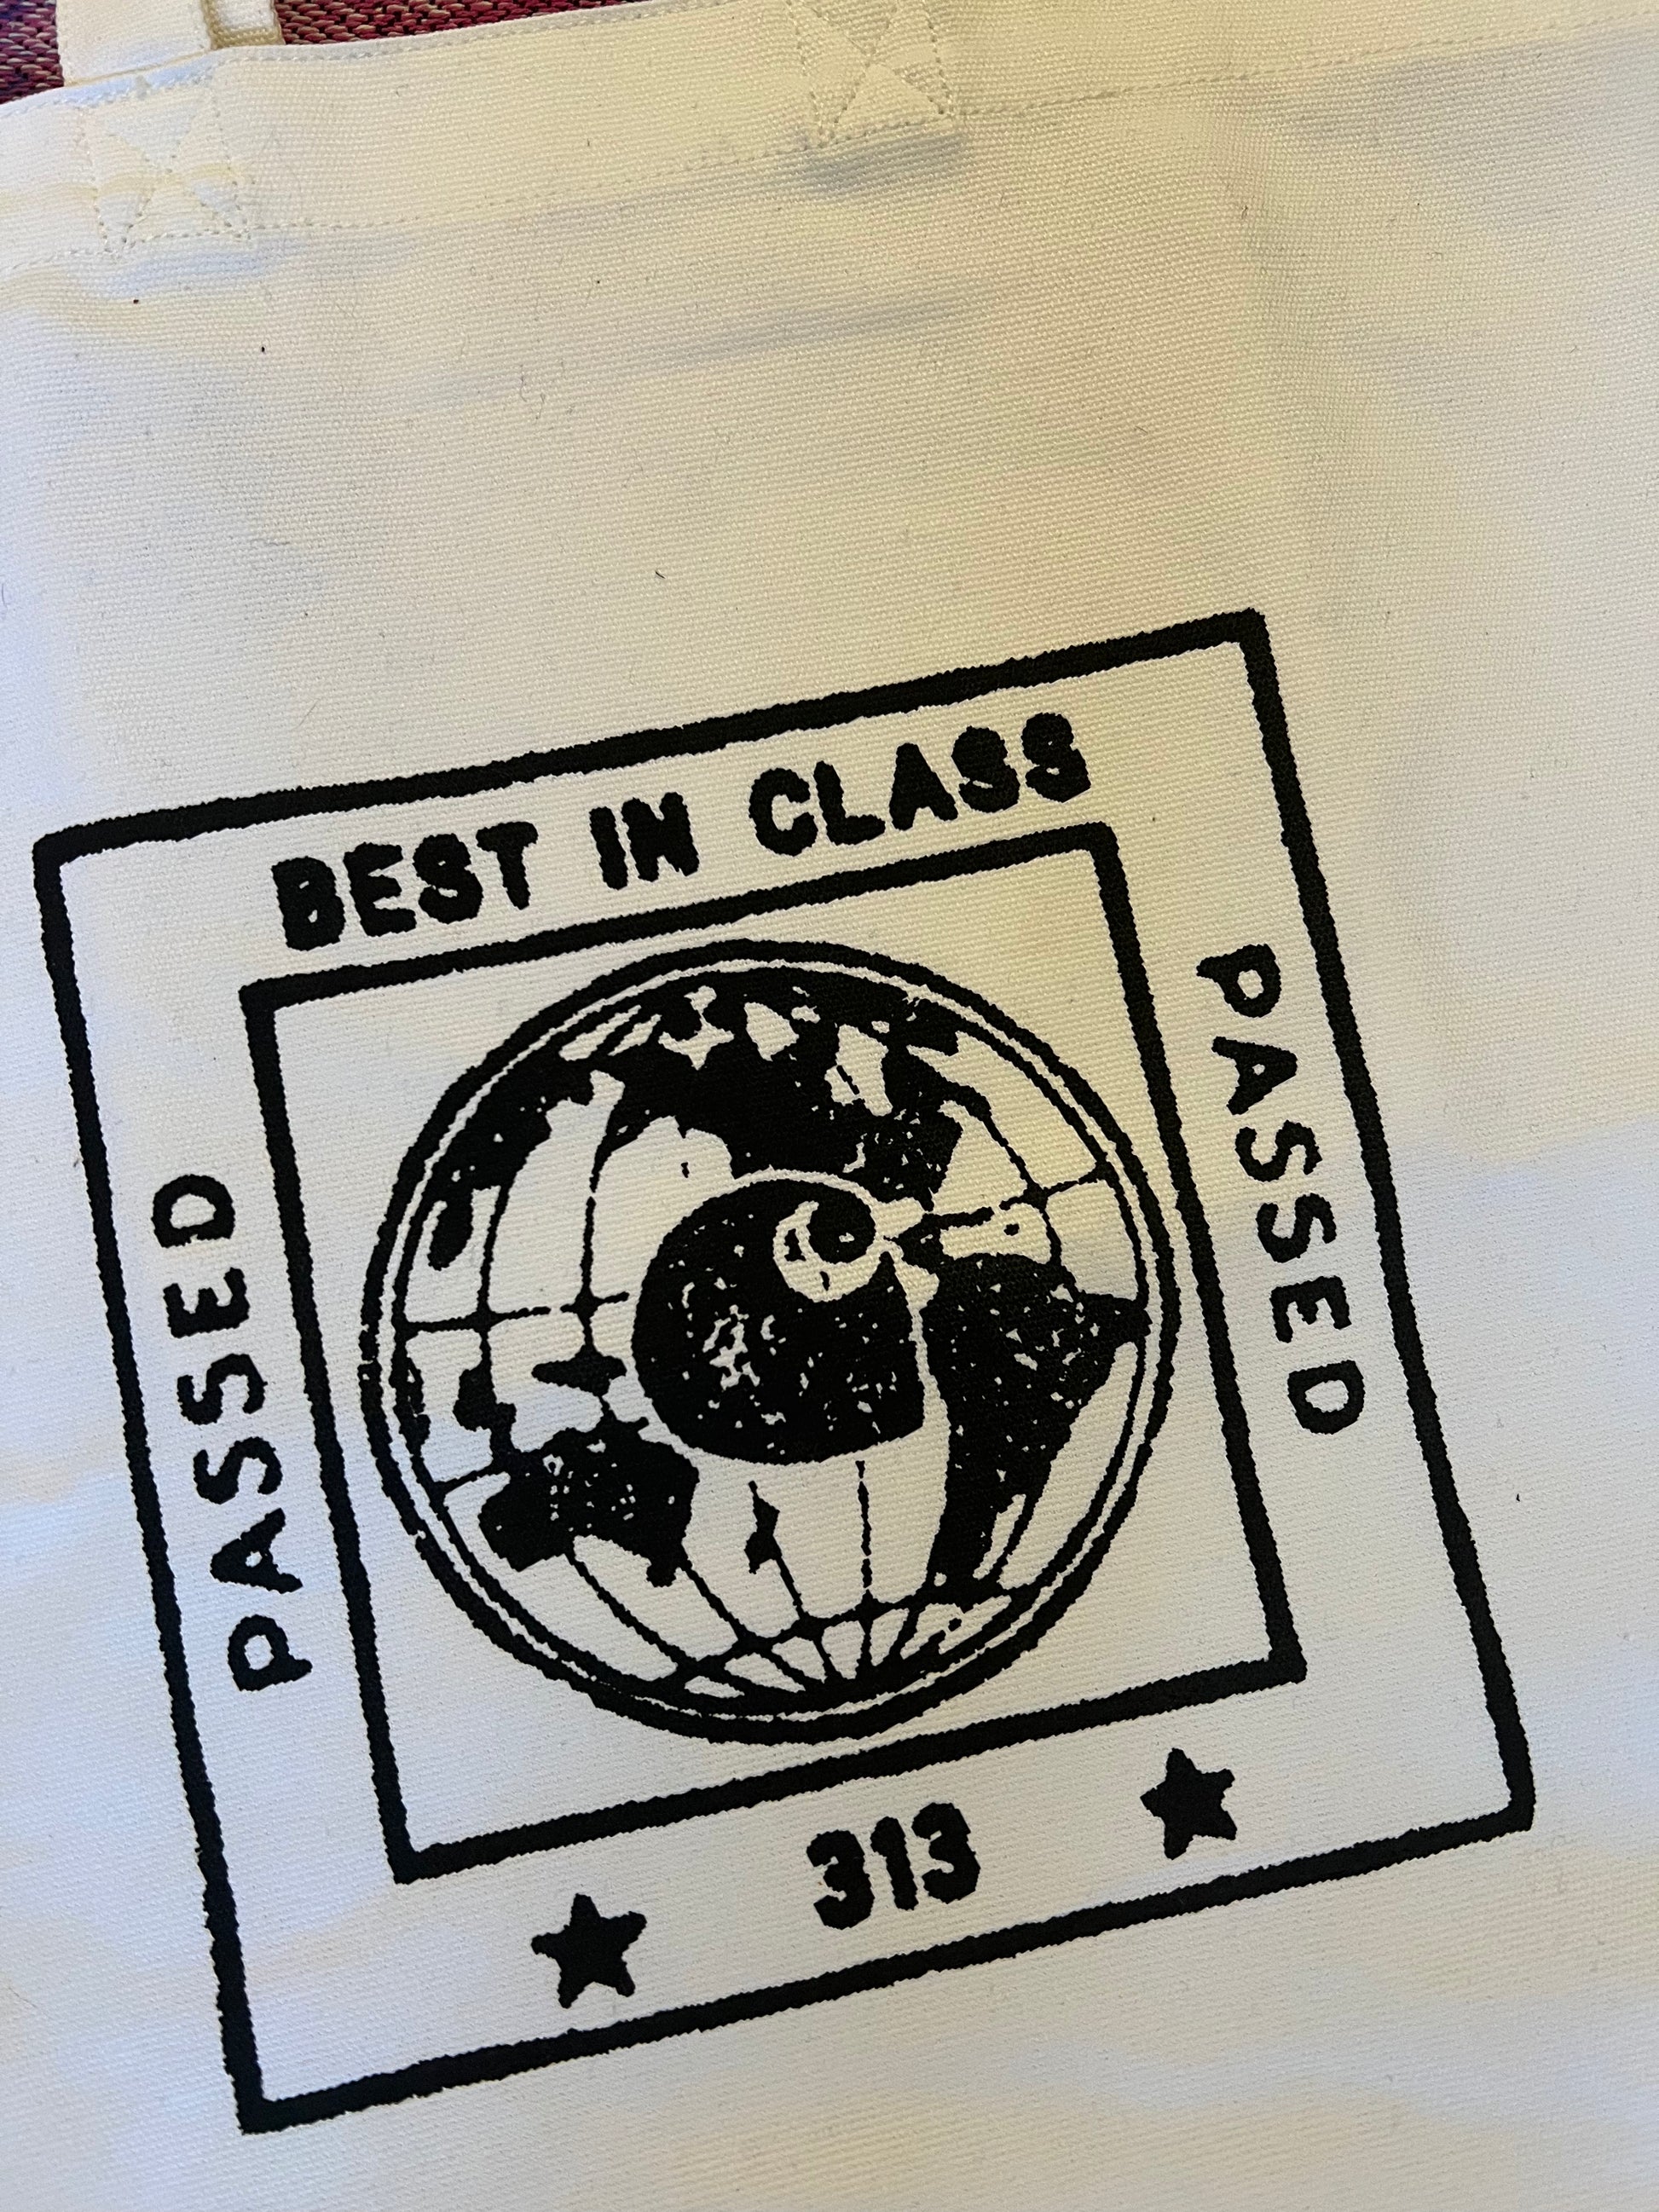 BEST IN CLASS
PASSED
PASSED
313